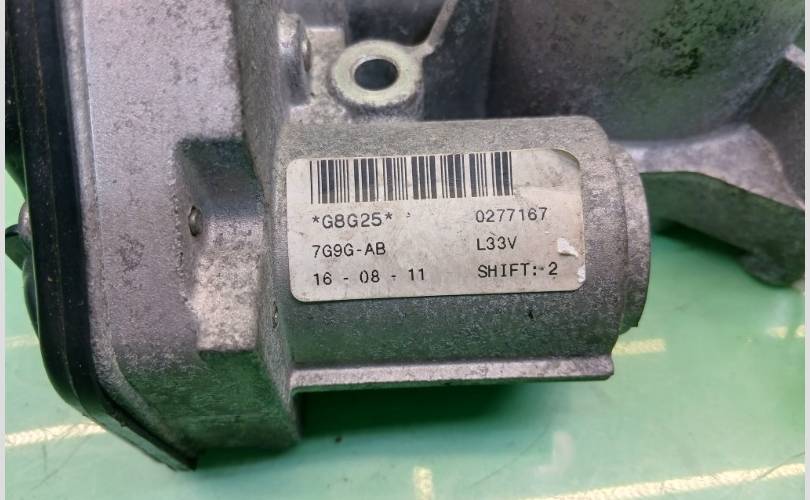 *G8G25* 0277167
7G9G-AB L33V
16 - 08 - 11 SHIFT: 2